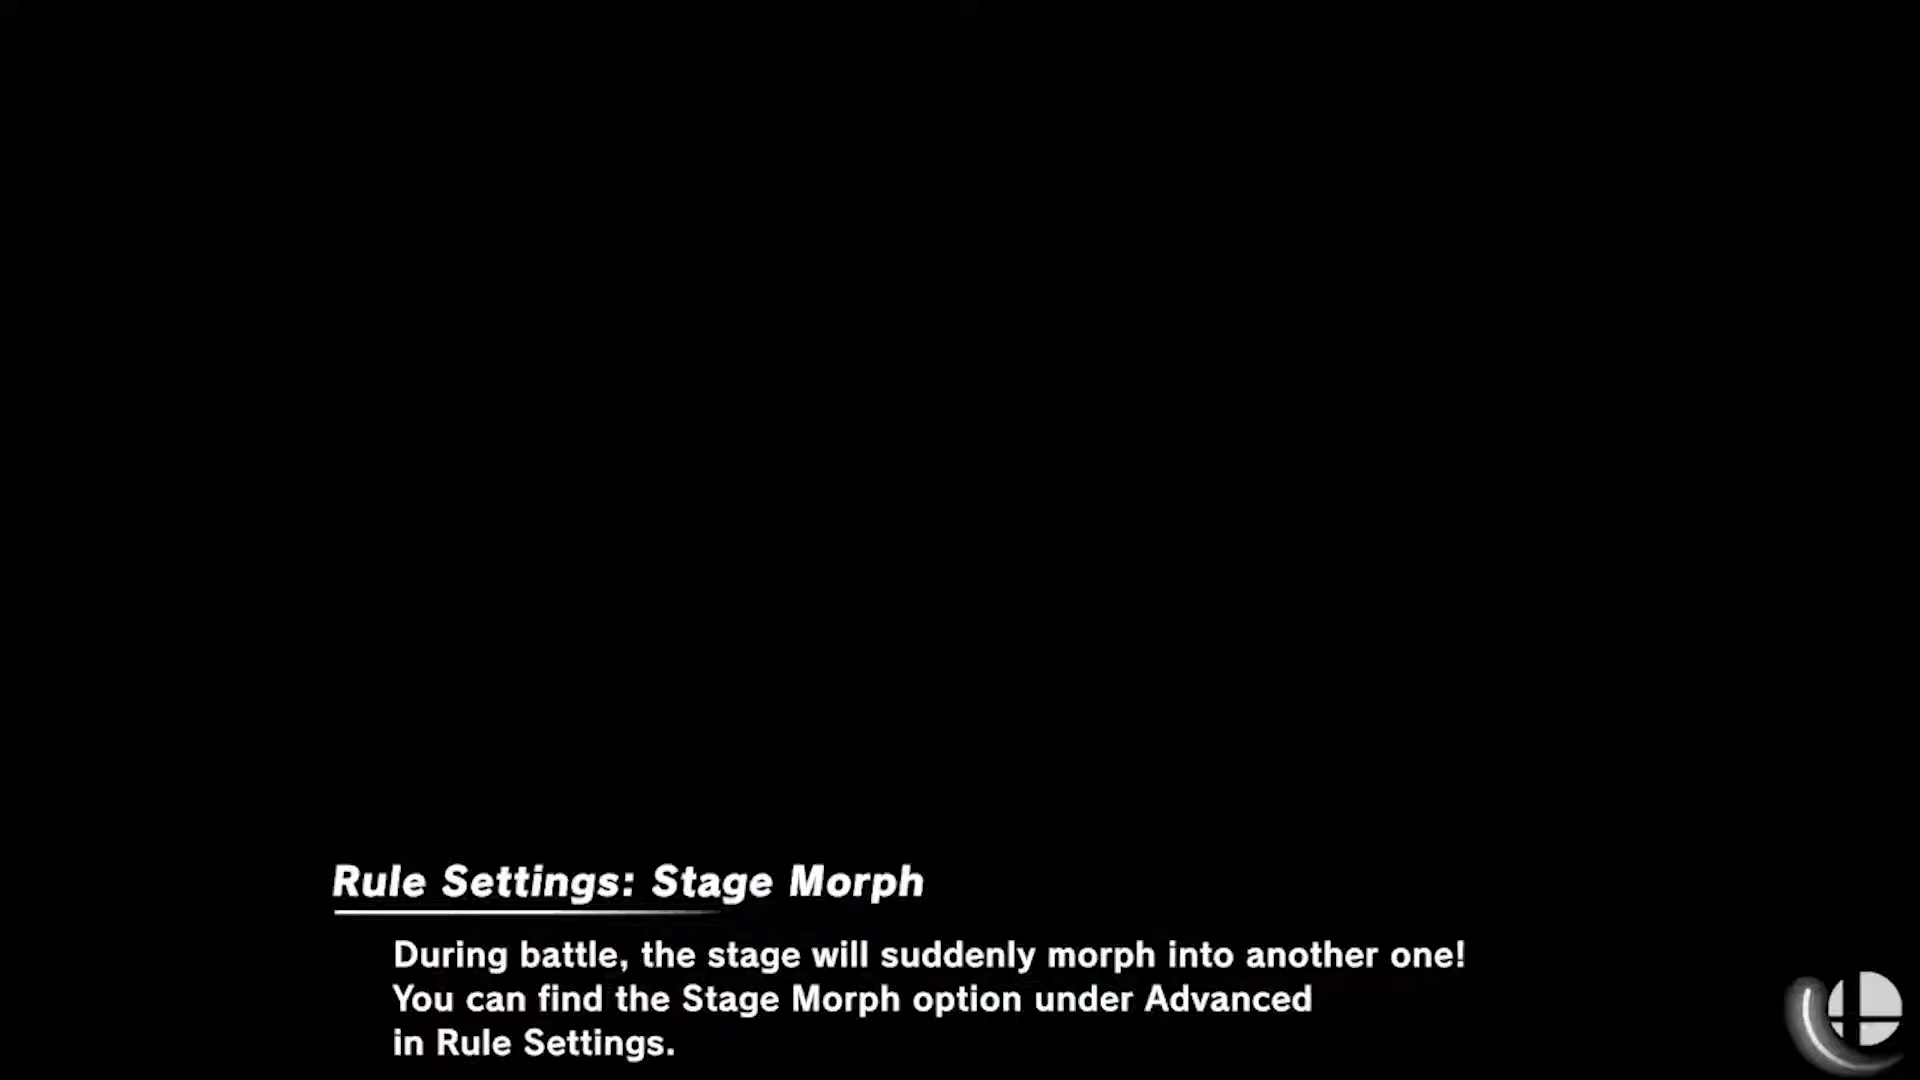 Rule Settings: Stage Morph
During battle, the stage will suddenly morph into another one!
You can find the Stage Morph option under Advanced
in Rule Settings.